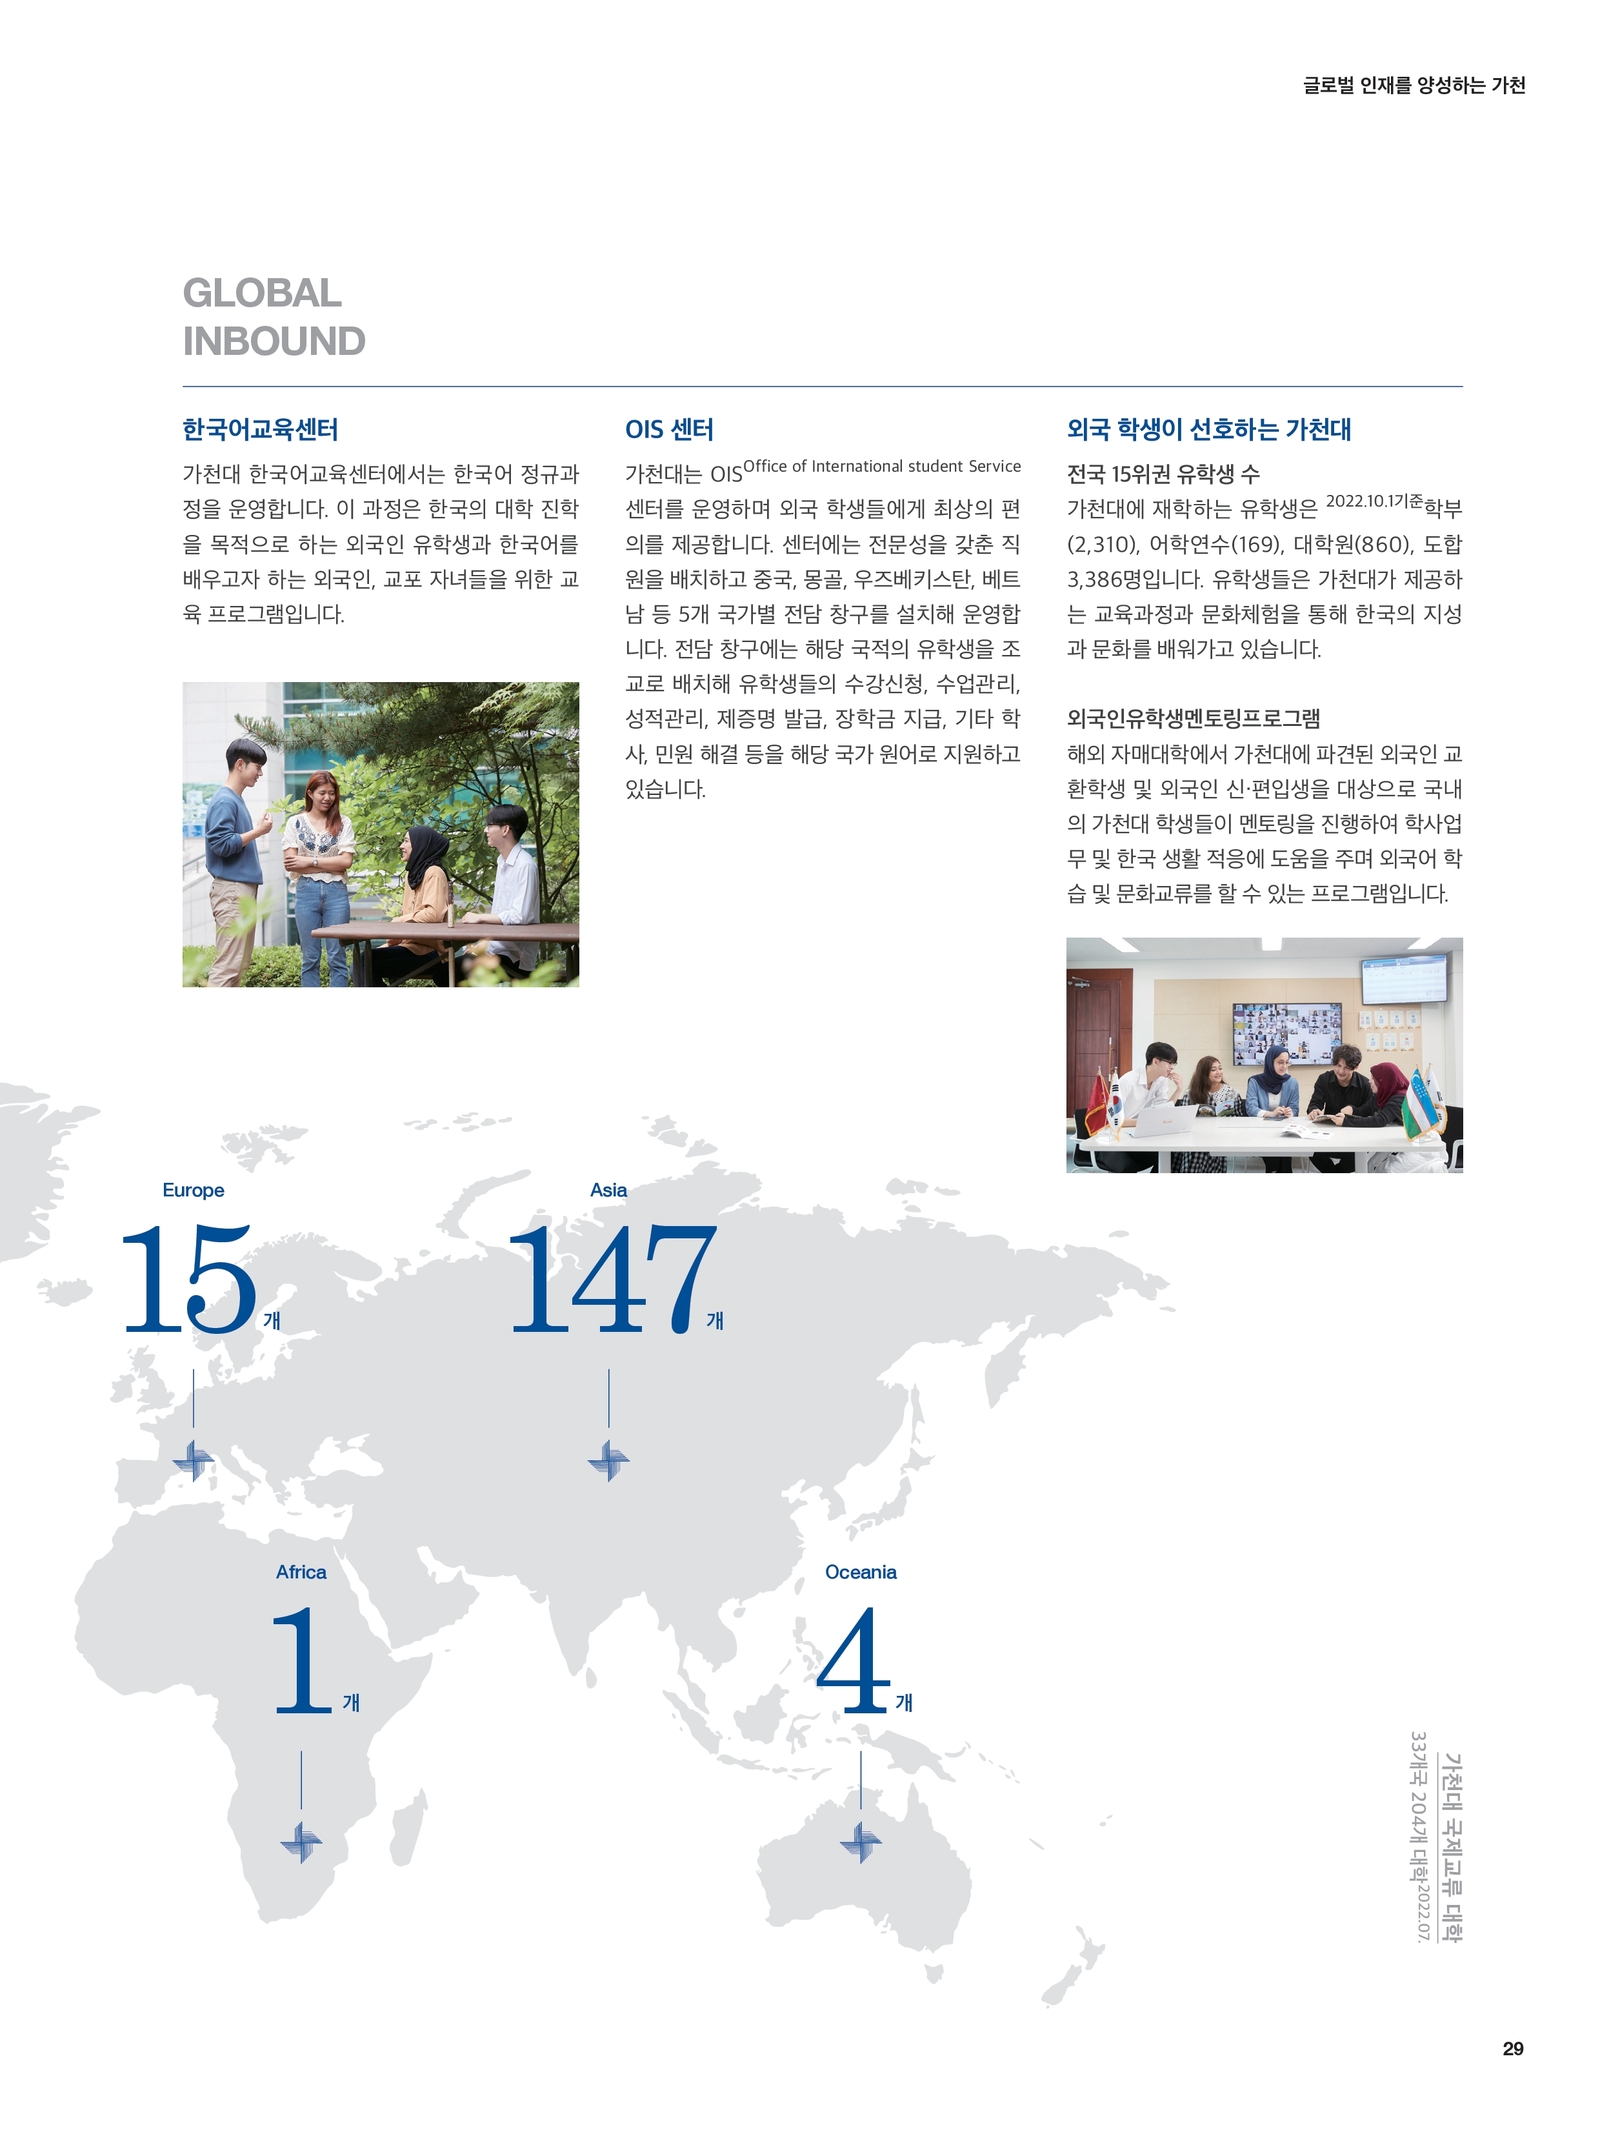 글로벌 인재를 양성하는 가천
GLOBAL
INBOUND
한국어교육센터
가천대 한국어교육센터에서는 한국어 정규과
정을 운영합니다. 이 과정은 한국의 대학 진학
을 목적으로 하는 외국인 유학생과 한국어를
배우고자 하는 외국인, 교포 자녀들을 위한 교
육 프로그램입니다.
OIS 센터
가천대는 OIS Office of International student Service
센터를 운영하며 외국 학생들에게 최상의 편
의를 제공합니다. 센터에는 전문성을 갖춘 직
원을 배치하고 중국, 몽골, 우즈베키스탄, 베트
남 등 5개 국가별 전담 창구를 설치해 운영합
니다. 전담 창구에는 해당 국적의 유학생을 조
교로 배치해 유학생들의 수강신청, 수업관리,
성적관리, 제증명 발급, 장학금 지급, 기타 학
사, 민원 해결 등을 해당 국가 원어로 지원하고
있습니다.
외국 학생이 선호하는 가천대
전국 15위권 유학생 수
가천대에 재학하는 유학생은 2022.10.1기준학부
(2,310), 어학연수(169), 대학원(860), 도합
3,386명입니다. 유학생들은 가천대가 제공하
는 교육과정과 문화체험을 통해 한국의 지성
과 문화를 배워가고 있습니다.
외국인유학생멘토링프로그램
해외 자매대학에서 가천대에 파견된 외국인 교
환학생 및 외국인 신·편입생을 대상으로 국내
의 가천대 학생들이 멘토링을 진행하여 학사업
무 및 한국 생활 적응에 도움을 주며 외국어 학
습 및 문화교류를 할 수 있는 프로그램입니다.
Europe
15개
Asia
147개
Africa
1개
Oceania
4개
가천대 국제교류 대학
33개국 204개 대학2022.07.
29